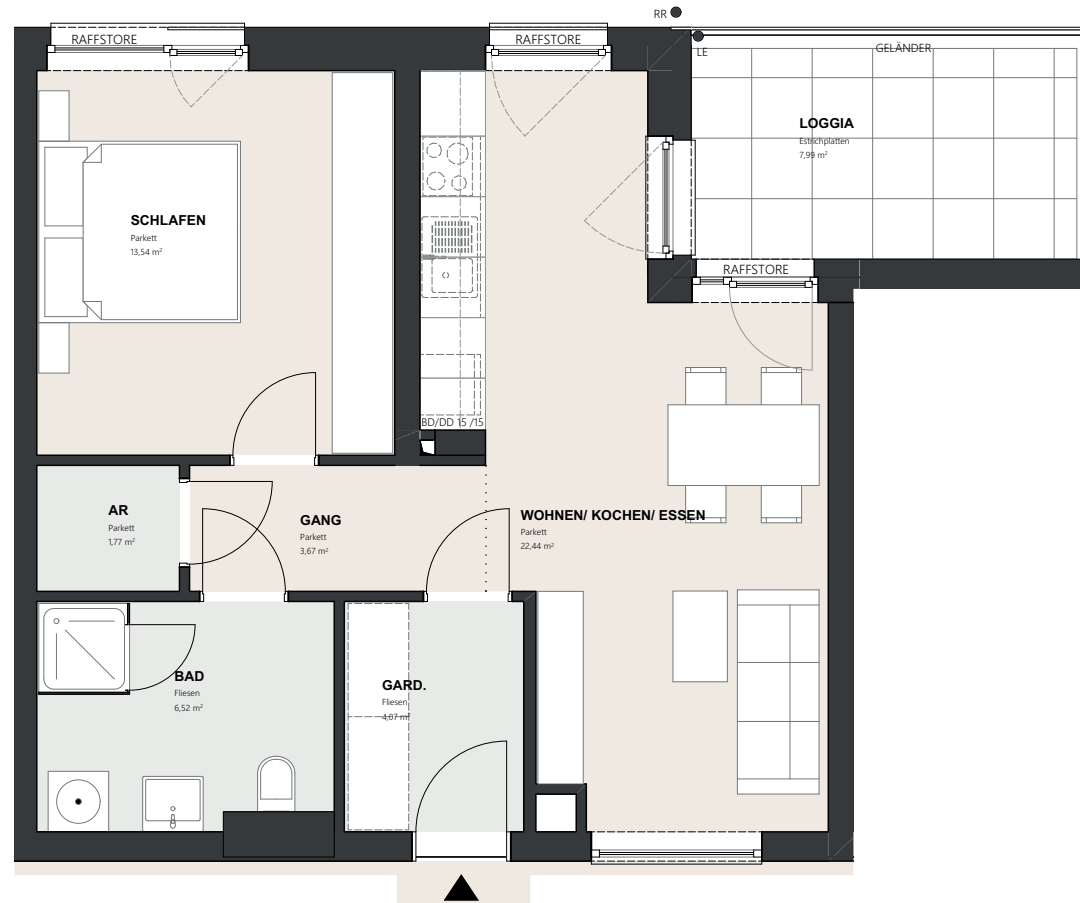 RR
RAFFSTORE
RAFFSTORE
LE
GELÄNDER
LOGGIA
Estrichplatten
7,99 m²
SCHLAFEN
Parkett
13,54 m²
RAFFSTORE
BD/DD 15 /15
AR
Parkett
1,77 m²
GANG
Parkett
3,67 m²
WOHNEN/ KOCHEN/ ESSEN
Parkett
22,44 m²
BAD
Fliesen
6,52 m²
GARD.
Fliesen
4,07 m²